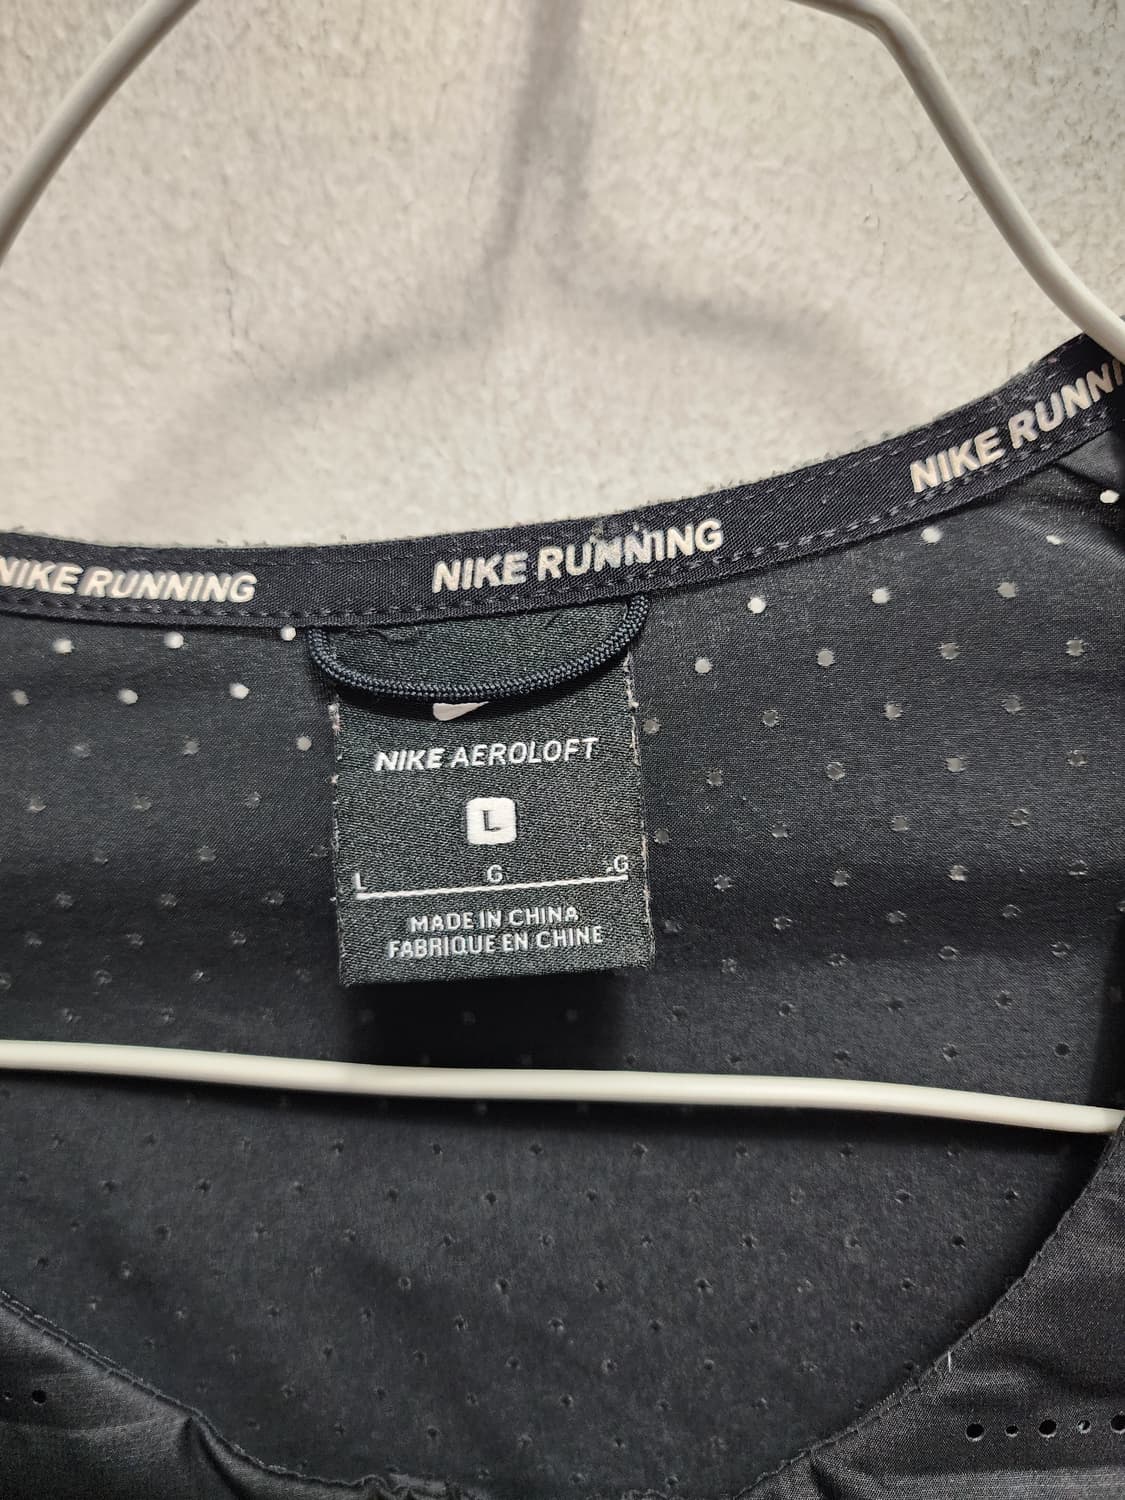 NIKE RUNNING NIKE RUNNING NIKE RUNNING
NIKE AEROLOFT
L
L G G
MADE IN CHINA
FABRIQUE EN CHINE